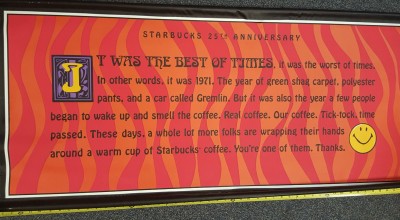 STARBUCKS 25TH ANNIVERSARY
IT WAS THE BEST OF TIMES, it was the worst of times.
In other words, it was 1971. The year of green shag carpet, polyester
pants, and a car called Gremlin. But it was also the year a few people
began to wake up and smell the coffee. Real coffee. Our coffee. Tick-tock, time
passed. These days, a whole lot more folks are wrapping their hands
around a warm cup of Starbucks coffee. You're one of them. Thanks.